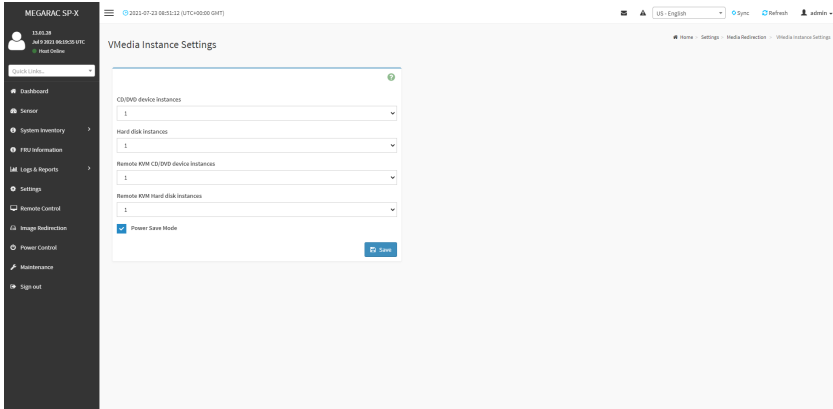 MEGARAC SP-X
2021-07-23 08:51:12 (UTC+00:00 GMT)
US - English
Sync
Refresh
admin
13.01.28
Jul 9 2021 06:19:35 UTC
Host Online
Quick Links..
Dashboard
Sensor
System Inventory
FRU Information
Logs & Reports
Settings
Remote Control
Image Redirection
Power Control
Maintenance
Sign out
VMedia Instance Settings
Home > Settings > Media Redirection > VMedia Instance Settings
CD/DVD device instances
1
Hard disk instances
1
Remote KVM CD/DVD device instances
1
Remote KVM Hard disk instances
1
Power Save Mode
Save